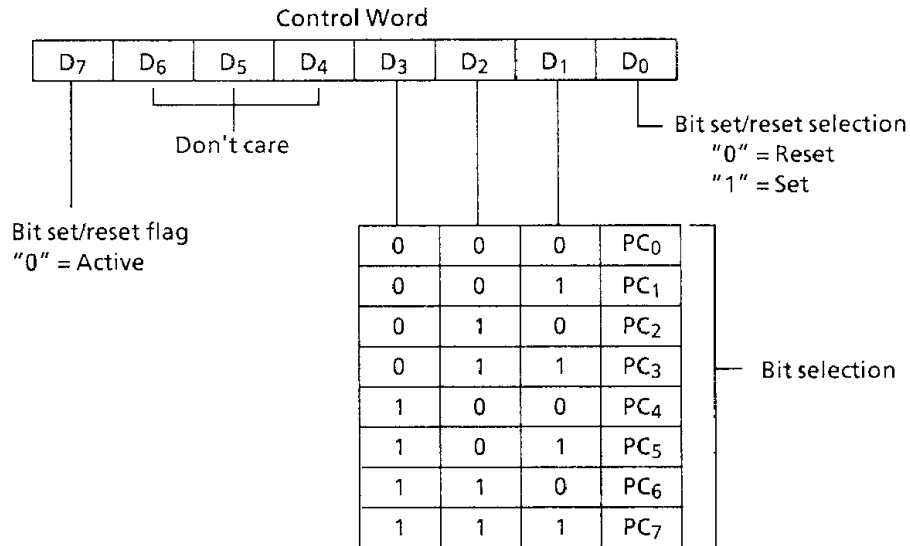 Control Word
D7 D6 D5 D4 D3 D2 D1 D0
Don't care
Bit set/reset selection
"0" = Reset
"1" = Set
Bit set/reset flag
"0" = Active
0 0 0 PC0
0 0 1 PC1
0 1 0 PC2
0 1 1 PC3
1 0 0 PC4
1 0 1 PC5
1 1 0 PC6
1 1 1 PC7
Bit selection